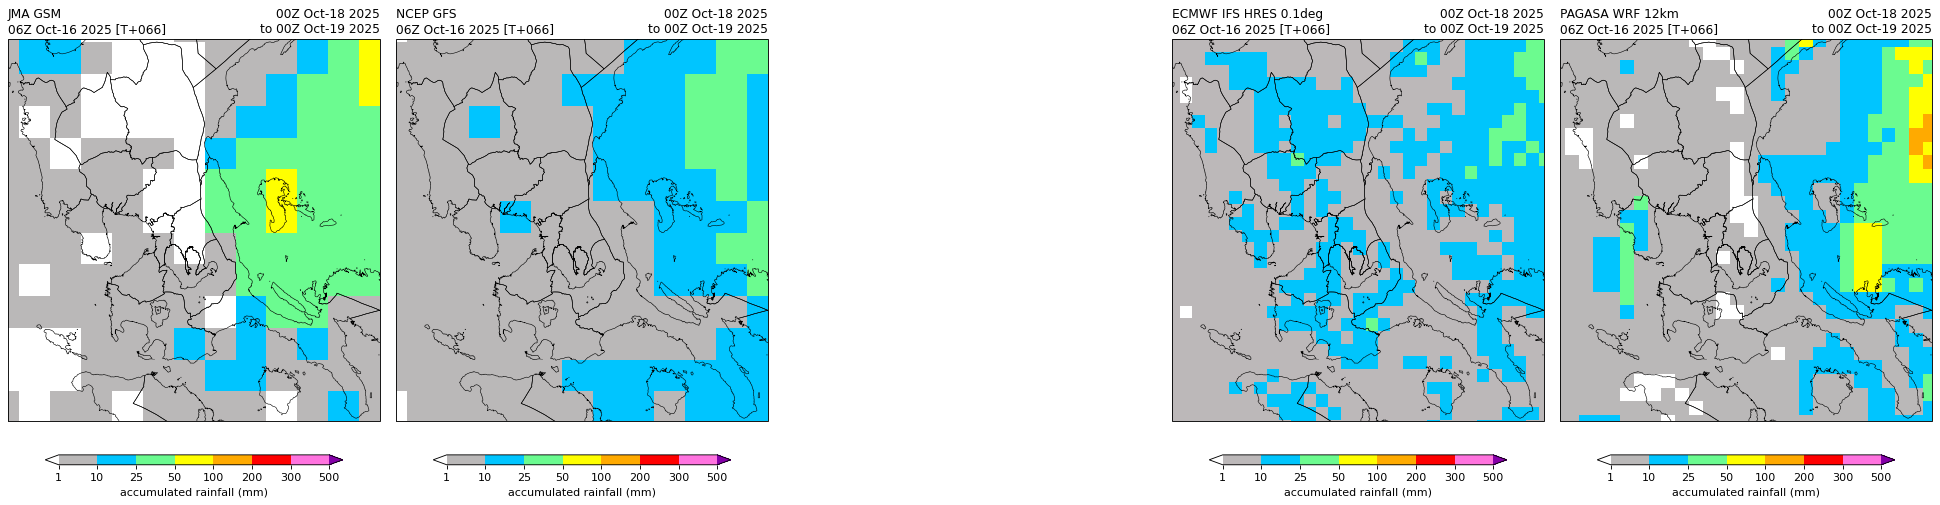 JMA GSM 00Z Oct-18 2025
06Z Oct-16 2025 [T+066] to 00Z Oct-19 2025
1 10 25 50 100 200 300 500
accumulated rainfall (mm)
NCEP GFS 00Z Oct-18 2025
06Z Oct-16 2025 [T+066] to 00Z Oct-19 2025
1 10 25 50 100 200 300 500
accumulated rainfall (mm)
ECMWF IFS HRES 0.1deg 00Z Oct-18 2025
06Z Oct-16 2025 [T+066] to 00Z Oct-19 2025
1 10 25 50 100 200 300 500
accumulated rainfall (mm)
PAGASA WRF 12km 00Z Oct-18 2025
06Z Oct-16 2025 [T+066] to 00Z Oct-19 2025
1 10 25 50 100 200 300 500
accumulated rainfall (mm)